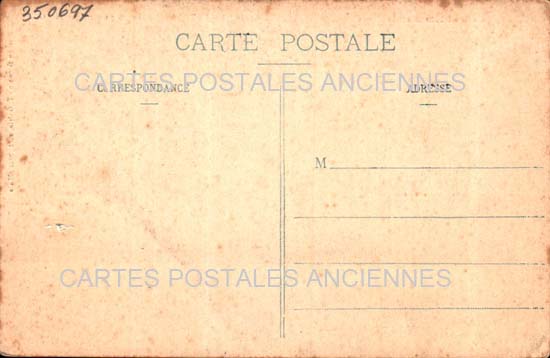 350697
CARTE POSTALE
CARTES POSTALES ANCIENNES
CORRESPONDANCE
ADRESSE
M
CARTES POSTALES ANCIENNES